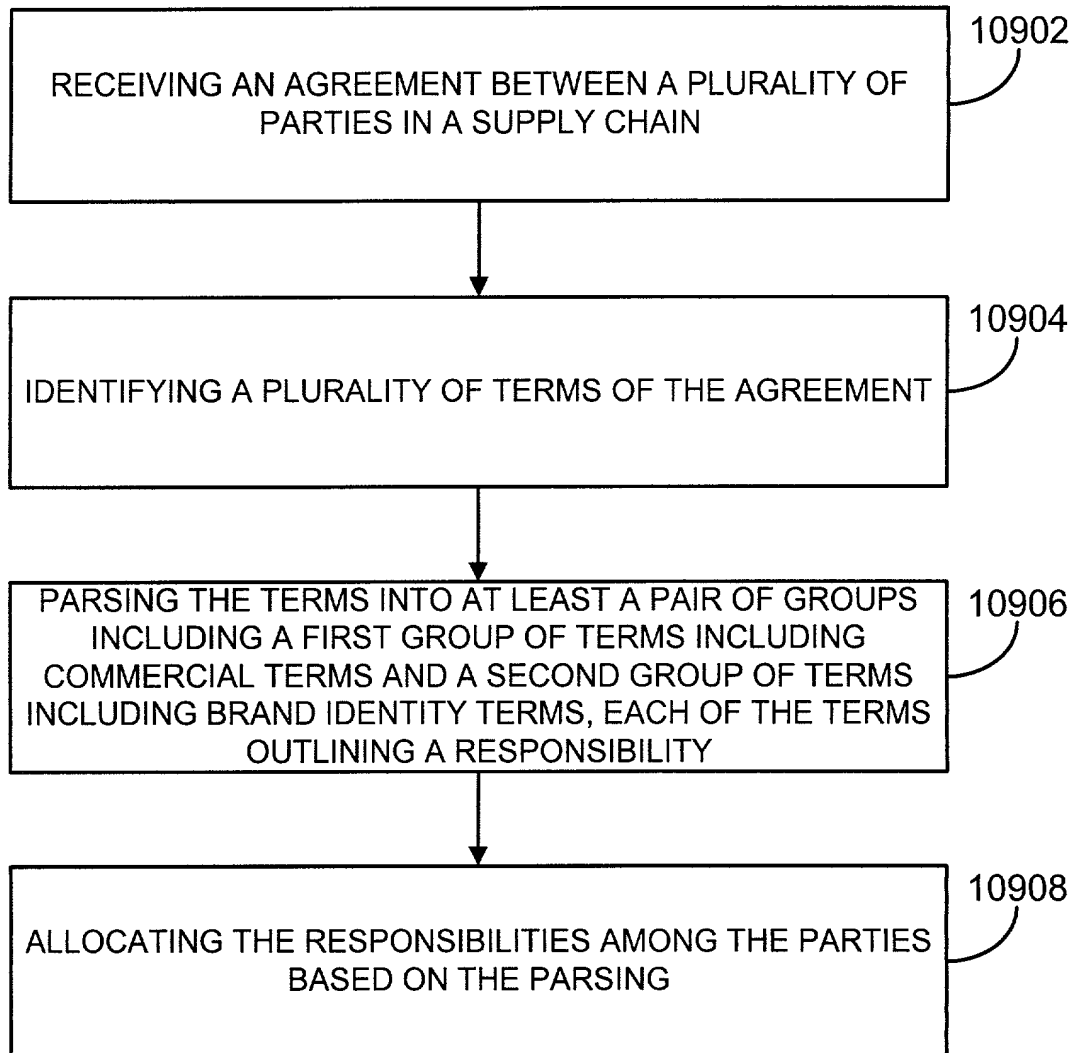 10902
RECEIVING AN AGREEMENT BETWEEN A PLURALITY OF
PARTIES IN A SUPPLY CHAIN
10904
IDENTIFYING A PLURALITY OF TERMS OF THE AGREEMENT
10906
PARSING THE TERMS INTO AT LEAST A PAIR OF GROUPS
INCLUDING A FIRST GROUP OF TERMS INCLUDING
COMMERCIAL TERMS AND A SECOND GROUP OF TERMS
INCLUDING BRAND IDENTITY TERMS, EACH OF THE TERMS
OUTLINING A RESPONSIBILITY
10908
ALLOCATING THE RESPONSIBILITIES AMONG THE PARTIES
BASED ON THE PARSING